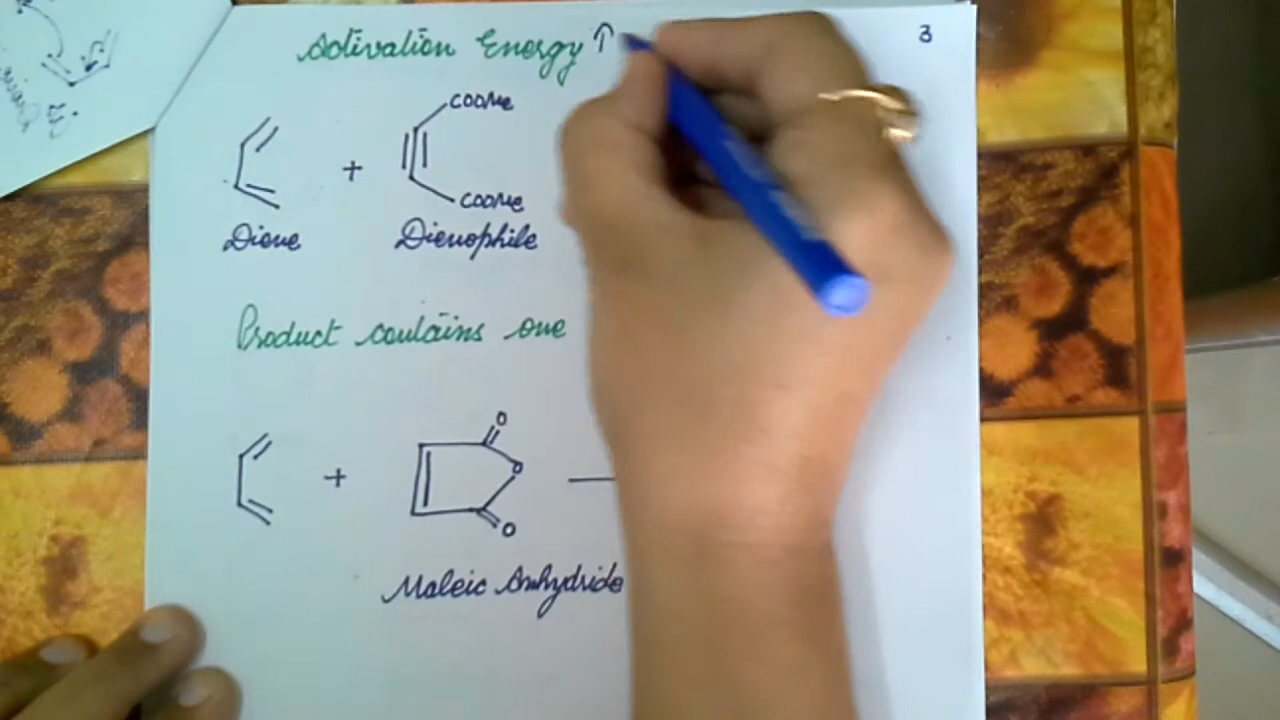 Activation Energy ↑
3
COOMe
+
COOMe
Diene Dienophile
Product contains one
O
+ O
O
Maleic Anhydride